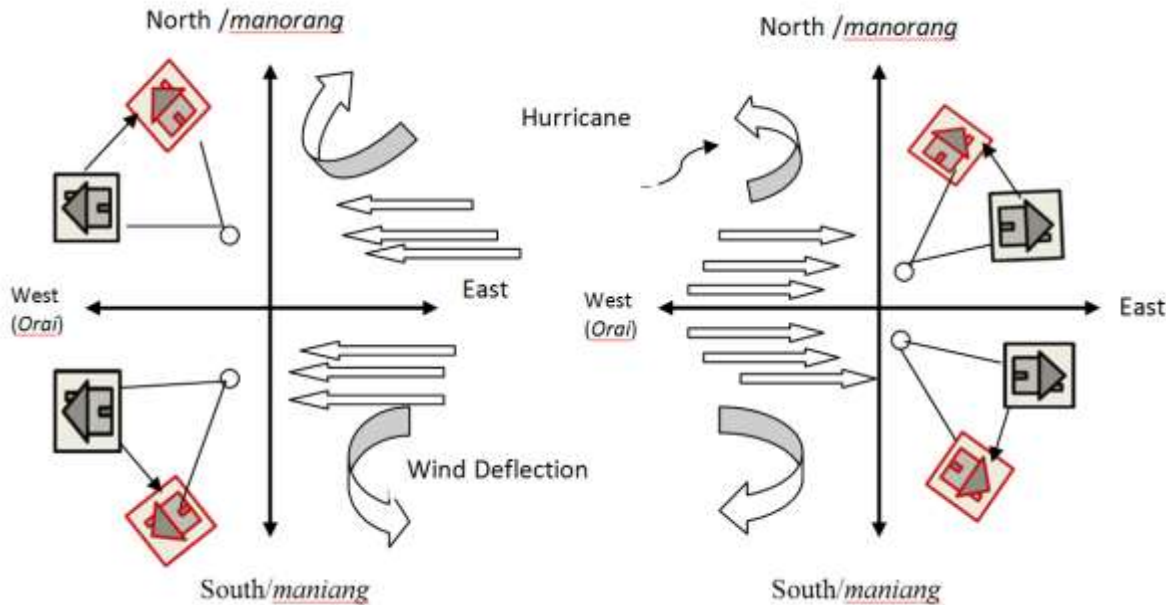 North /manorang
North /manorang
Hurricane
West
(Orai)
East
West
(Orai)
East
Wind Deflection
South/maniang
South/maniang